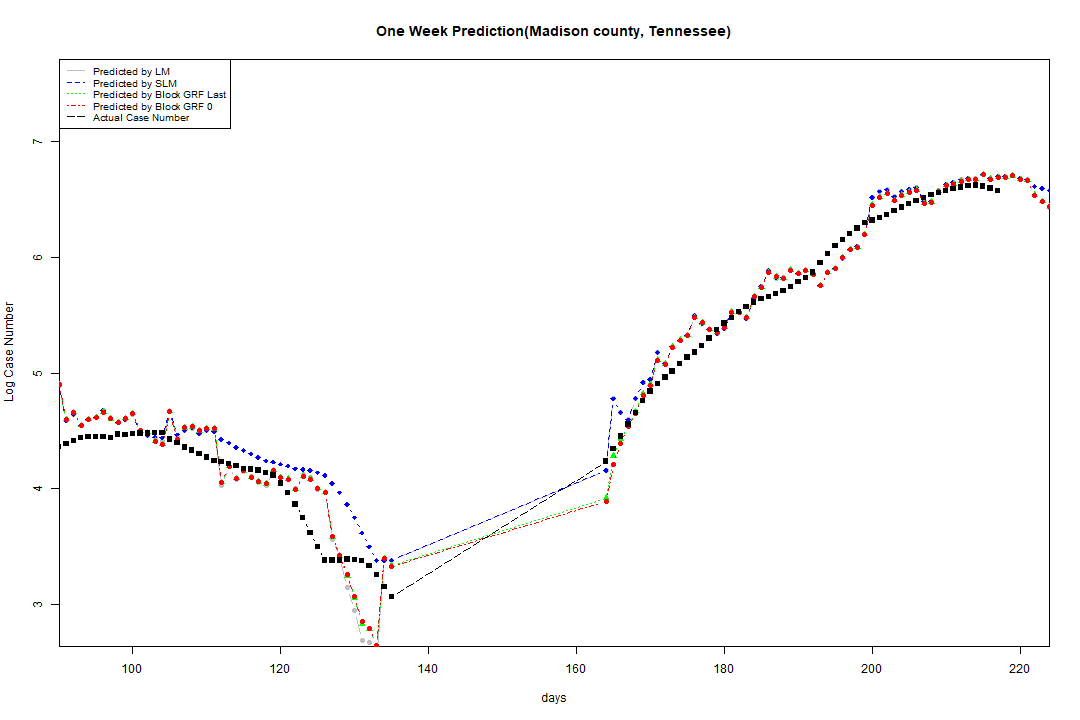 One Week Prediction(Madison county, Tennessee)
Predicted by LM
Predicted by SLM
Predicted by Block GRF Last
Predicted by Block GRF 0
Actual Case Number
Log Case Number
7
6
5
4
3
100 120 140 160 180 200 220
days